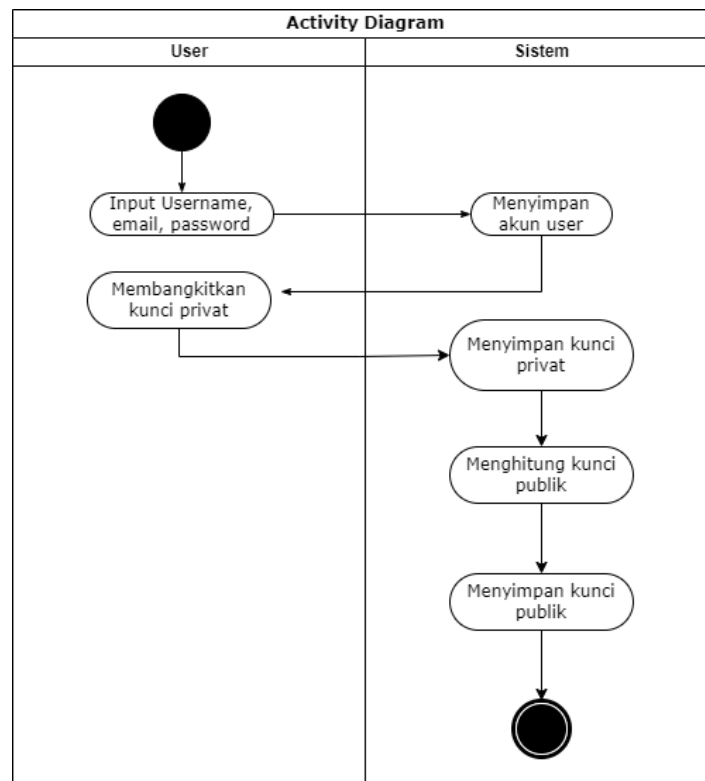 Activity Diagram
User
Sistem
Input Username,
email, password
Menyimpan
akun user
Membangkitkan
kunci privat
Menyimpan kunci
privat
Menghitung kunci
publik
Menyimpan kunci
publik